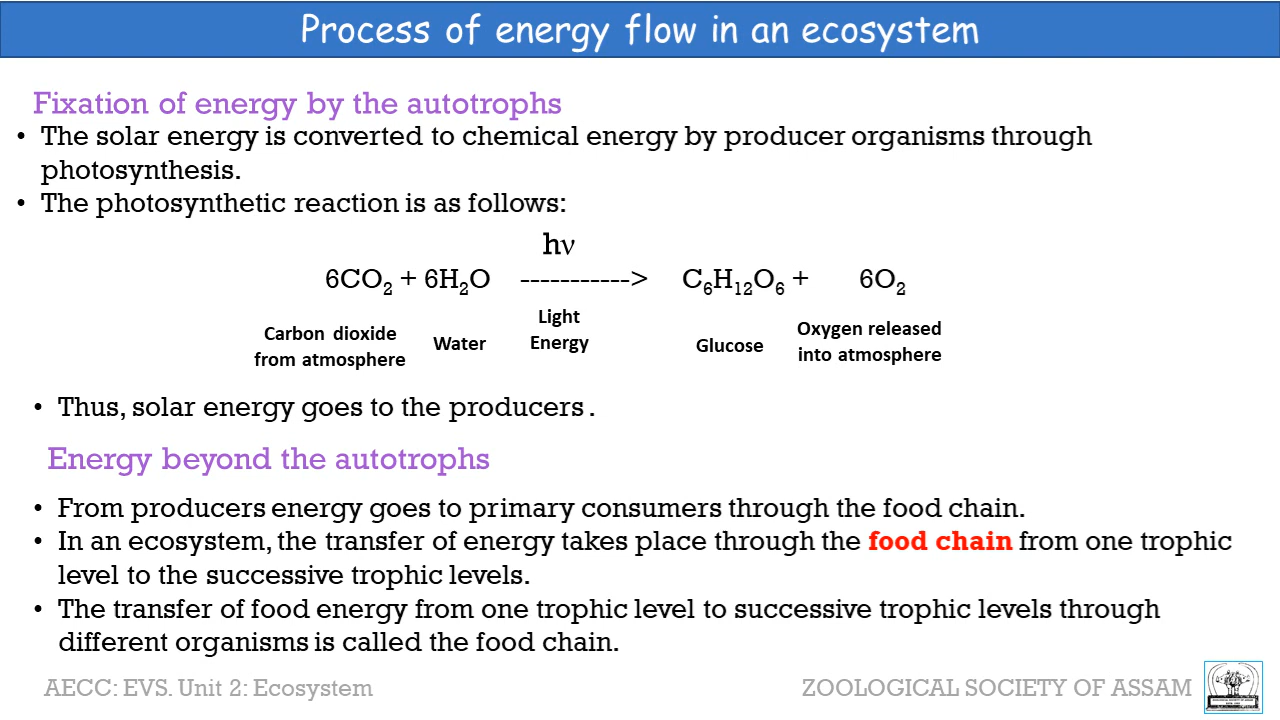 Process of energy flow in an ecosystem
Fixation of energy by the autotrophs
• The solar energy is converted to chemical energy by producer organisms through
photosynthesis.
• The photosynthetic reaction is as follows:
hν
6CO₂ + 6H₂O -----------> C₆H₁₂O₆ + 6O₂
Carbon dioxide
from atmosphere
Water
Light
Energy
Glucose
Oxygen released
into atmosphere
• Thus, solar energy goes to the producers .
Energy beyond the autotrophs
• From producers energy goes to primary consumers through the food chain.
• In an ecosystem, the transfer of energy takes place through the food chain from one trophic
level to the successive trophic levels.
• The transfer of food energy from one trophic level to successive trophic levels through
different organisms is called the food chain.
AECC: EVS. Unit 2: Ecosystem
ZOOLOGICAL SOCIETY OF ASSAM